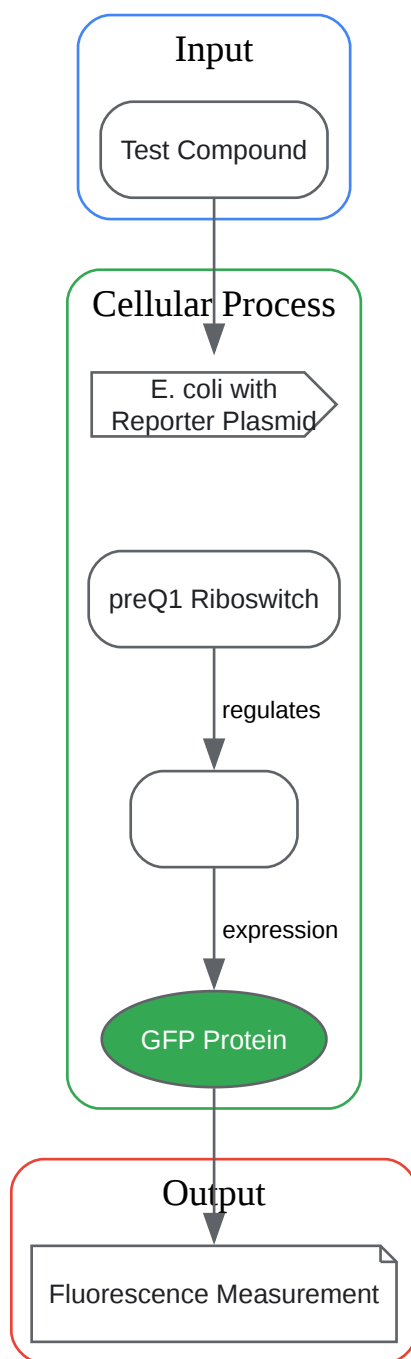 Input
Test Compound
Cellular Process
E. coli with
Reporter Plasmid
preQ1 Riboswitch
regulates
expression
GFP Protein
Output
Fluorescence Measurement